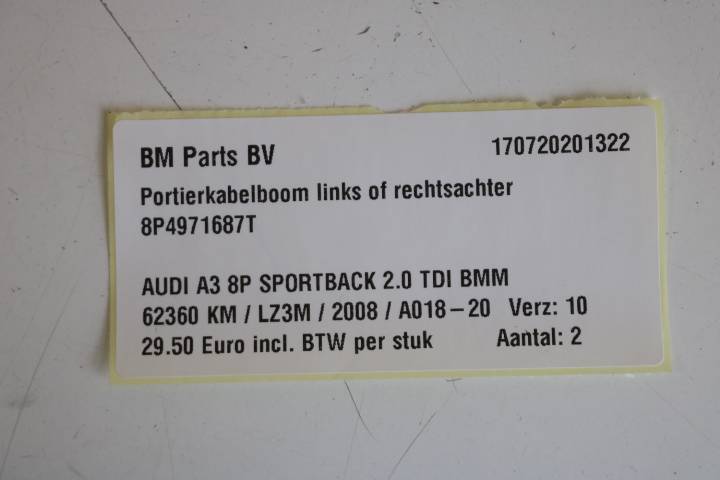 BM Parts BV 170720201322
Portierkabelboom links of rechtsachter
8P4971687T
AUDI A3 8P SPORTBACK 2.0 TDI BMM
62360 KM / LZ3M / 2008 / A018-20 Verz: 10
29.50 Euro incl. BTW per stuk Aantal: 2